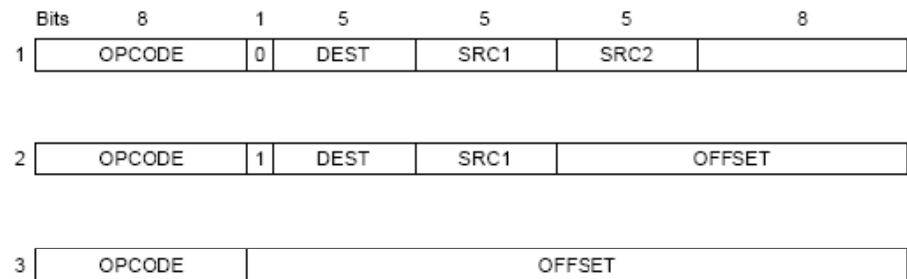 Bits 8 1 5 5 5 8
1 OPCODE 0 DEST SRC1 SRC2
2 OPCODE 1 DEST SRC1 OFFSET
3 OPCODE OFFSET